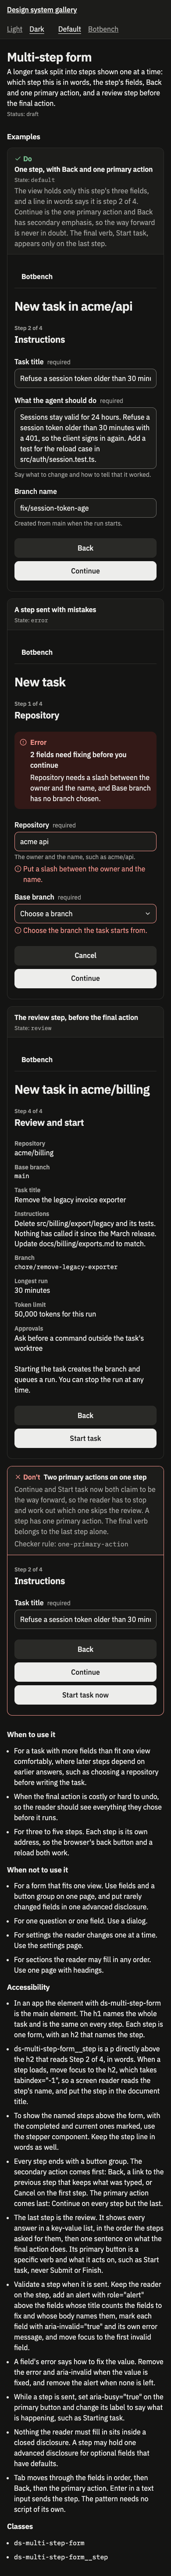 Design system gallery
Light Dark Default Botbench
Multi-step form
A longer task split into steps shown one at a time:
which step this is in words, the step's fields, Back
and one primary action, and a review step before
the final action.
Status: draft
Examples
✓ Do
One step, with Back and one primary action
State: default
The view holds only this step's three fields,
and a line in words says it is step 2 of 4.
Continue is the one primary action and Back
has secondary emphasis, so the way forward
is never in doubt. The final verb, Start task,
appears only on the last step.
Botbench
New task in acme/api
Step 2 of 4
Instructions
Task title required
Refuse a session token older than 30 minu
What the agent should do required
Sessions stay valid for 24 hours. Refuse a
session token older than 30 minutes with
a 401, so the client signs in again. Add a
test for the reload case in
src/auth/session.test.ts.
Say what to change and how to tell that it worked.
Branch name
fix/session-token-age
Created from main when the run starts.
Back
Continue
A step sent with mistakes
State: error
Botbench
New task
Step 1 of 4
Repository
Error
2 fields need fixing before you
continue
Repository needs a slash between the
owner and the name, and Base branch
has no branch chosen.
Repository required
acme api
The owner and the name, such as acme/api.
Put a slash between the owner and the
name.
Base branch required
Choose a branch
Choose the branch the task starts from.
Cancel
Continue
The review step, before the final action
State: review
Botbench
New task in acme/billing
Step 4 of 4
Review and start
Repository
acme/billing
Base branch
main
Task title
Remove the legacy invoice exporter
Instructions
Delete src/billing/export/legacy and its tests.
Nothing has called it since the March release.
Update docs/billing/exports.md to match.
Branch
chore/remove-legacy-exporter
Longest run
30 minutes
Token limit
50,000 tokens for this run
Approvals
Ask before a command outside the task's
worktree
Starting the task creates the branch and
queues a run. You can stop the run at any
time.
Back
Start task
✕ Don't Two primary actions on one step
Continue and Start task now both claim to be
the way forward, so the reader has to stop
and work out which one skips the review. A
step has one primary action. The final verb
belongs to the last step alone.
Checker rule: one-primary-action
Step 2 of 4
Instructions
Task title required
Refuse a session token older than 30 minu
Back
Continue
Start task now
When to use it
• For a task with more fields than fit one view
comfortably, where later steps depend on
earlier answers, such as choosing a repository
before writing the task.
• When the final action is costly or hard to undo,
so the reader should see everything they chose
before it runs.
• For three to five steps. Each step is its own
address, so the browser's back button and a
reload both work.
When not to use it
• For a form that fits one view. Use fields and a
button group on one page, and put rarely
changed fields in one advanced disclosure.
• For one question or one field. Use a dialog.
• For settings the reader changes one at a time.
Use the settings page.
• For sections the reader may fill in any order.
Use one page with headings.
Accessibility
• In an app the element with ds-multi-step-form
is the main element. The h1 names the whole
task and is the same on every step. Each step is
one form, with an h2 that names the step.
• ds-multi-step-form__step is a p directly above
the h2 that reads Step 2 of 4, in words. When a
step loads, move focus to the h2, which takes
tabindex="-1", so a screen reader reads the
step's name, and put the step in the document
title.
• To show the named steps above the form, with
the completed and current ones marked, use
the stepper component. Keep the step line in
words as well.
• Every step ends with a button group. The
secondary action comes first: Back, a link to the
previous step that keeps what was typed, or
Cancel on the first step. The primary action
comes last: Continue on every step but the last.
• The last step is the review. It shows every
answer in a key-value list, in the order the steps
asked for them, then one sentence on what the
final action does. Its primary button is a
specific verb and what it acts on, such as Start
task, never Submit or Finish.
• Validate a step when it is sent. Keep the reader
on the step, add an alert with role="alert"
above the fields whose title counts the fields to
fix and whose body names them, mark each
field with aria-invalid="true" and its own error
message, and move focus to the first invalid
field.
• A field's error says how to fix the value. Remove
the error and aria-invalid when the value is
fixed, and remove the alert when none is left.
• While a step is sent, set aria-busy="true" on the
primary button and change its label to say what
is happening, such as Starting task.
• Nothing the reader must fill in sits inside a
closed disclosure. A step may hold one
advanced disclosure for optional fields that
have defaults.
• Tab moves through the fields in order, then
Back, then the primary action. Enter in a text
input sends the step. The pattern needs no
script of its own.
Classes
• ds-multi-step-form
• ds-multi-step-form__step